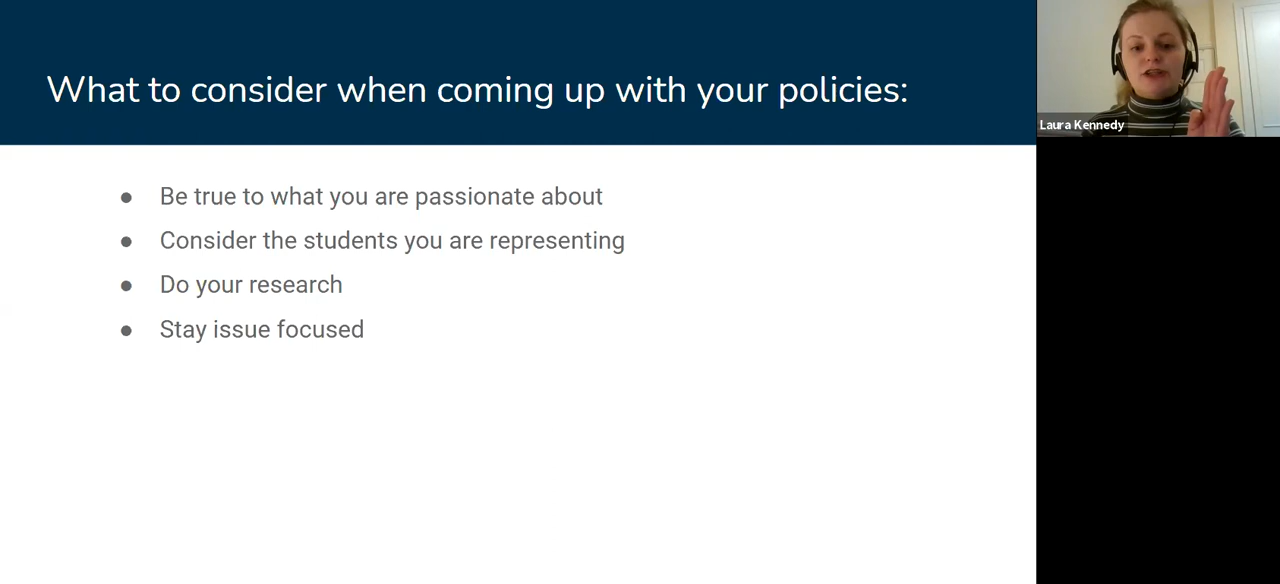 What to consider when coming up with your policies:
● Be true to what you are passionate about
● Consider the students you are representing
● Do your research
● Stay issue focused
Laura Kennedy